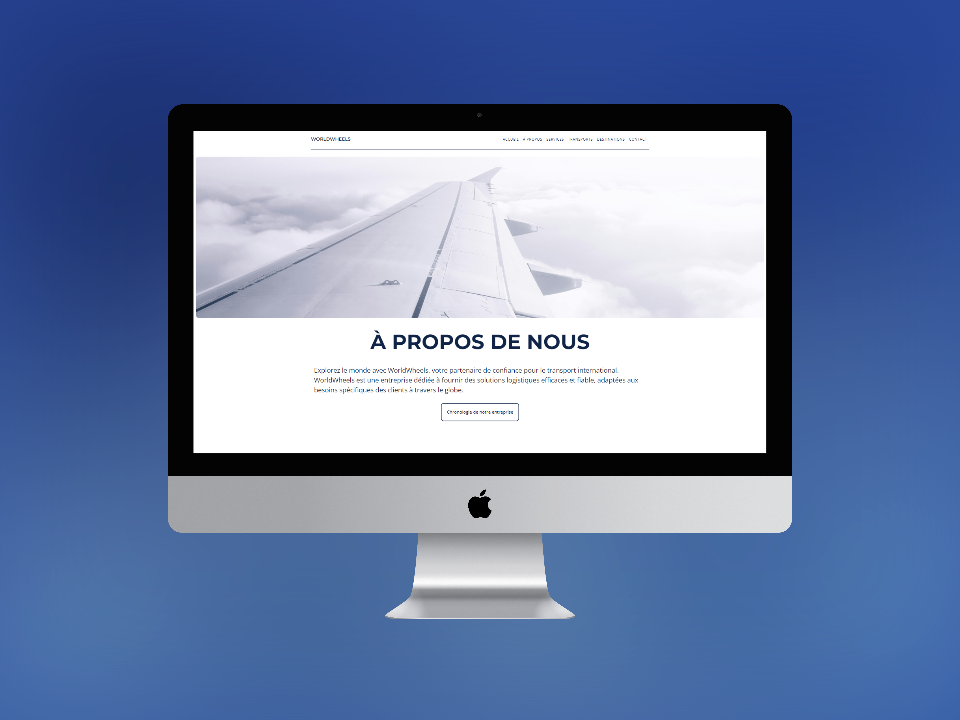 WORLDWHEELS
ACCUEIL À PROPOS SERVICES TRANSPORTS DESTINATIONS CONTACT
À PROPOS DE NOUS
Explorez le monde avec WorldWheels, votre partenaire de confiance pour le transport international.
WorldWheels est une entreprise dédiée à fournir des solutions logistiques efficaces et fiable, adaptées aux
besoins spécifiques des clients à travers le globe.
Chronologie de notre entreprise